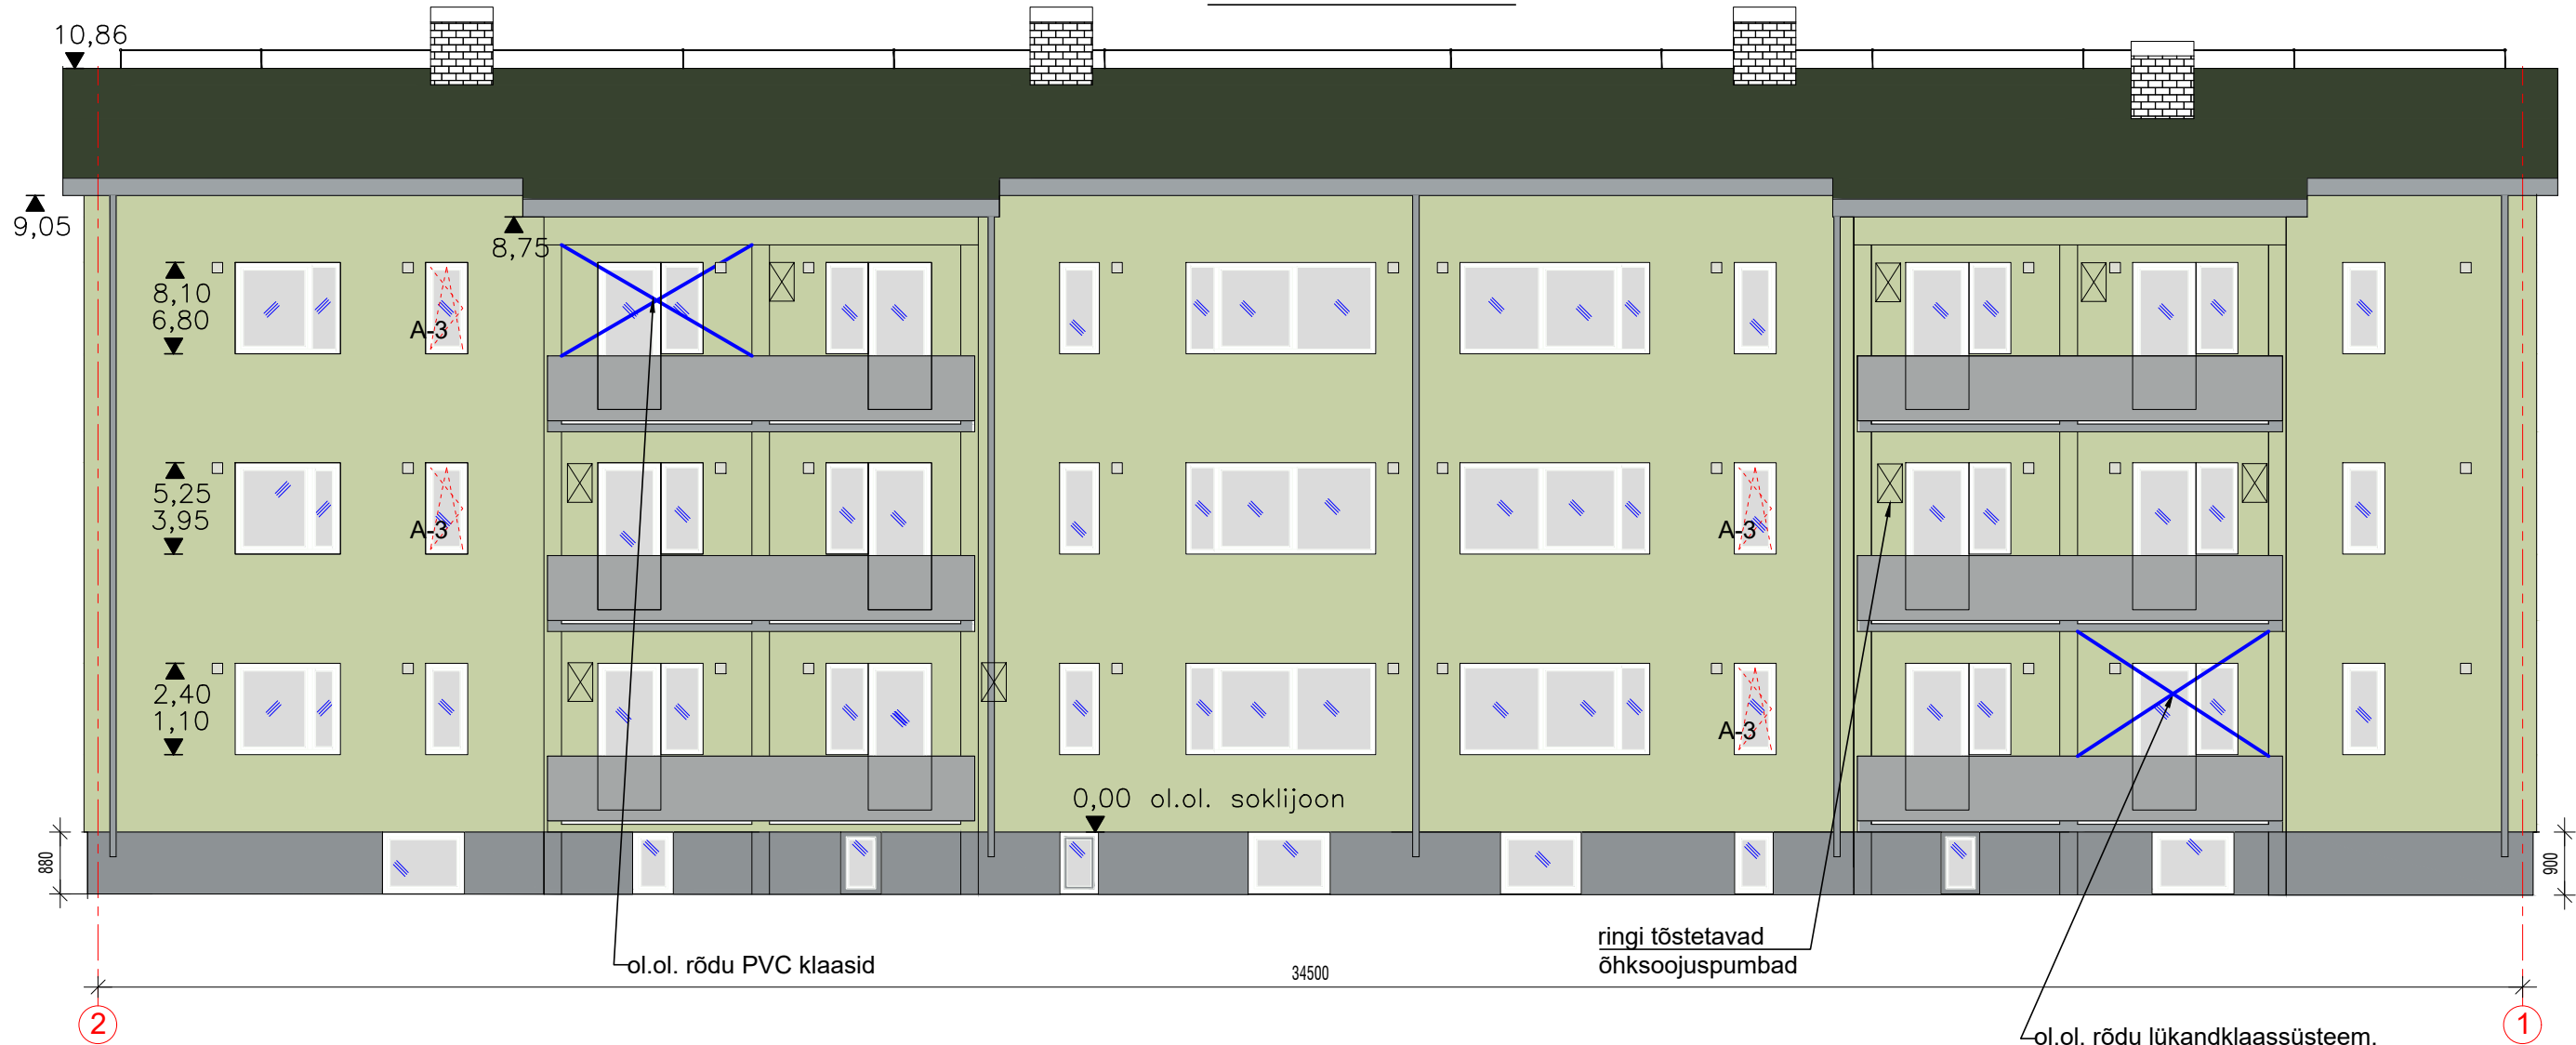 10,86
9,05
8,75
8,10
6,80
A-3
5,25
3,95
A-3
A-3
2,40
1,10
A-3
0,00 ol.ol. soklijoon
880
900
ringi tõstetavad
õhksoojuspumbad
ol.ol. rõdu PVC klaasid
34500
2
1
ol.ol. rõdu lükandklaassüsteem.